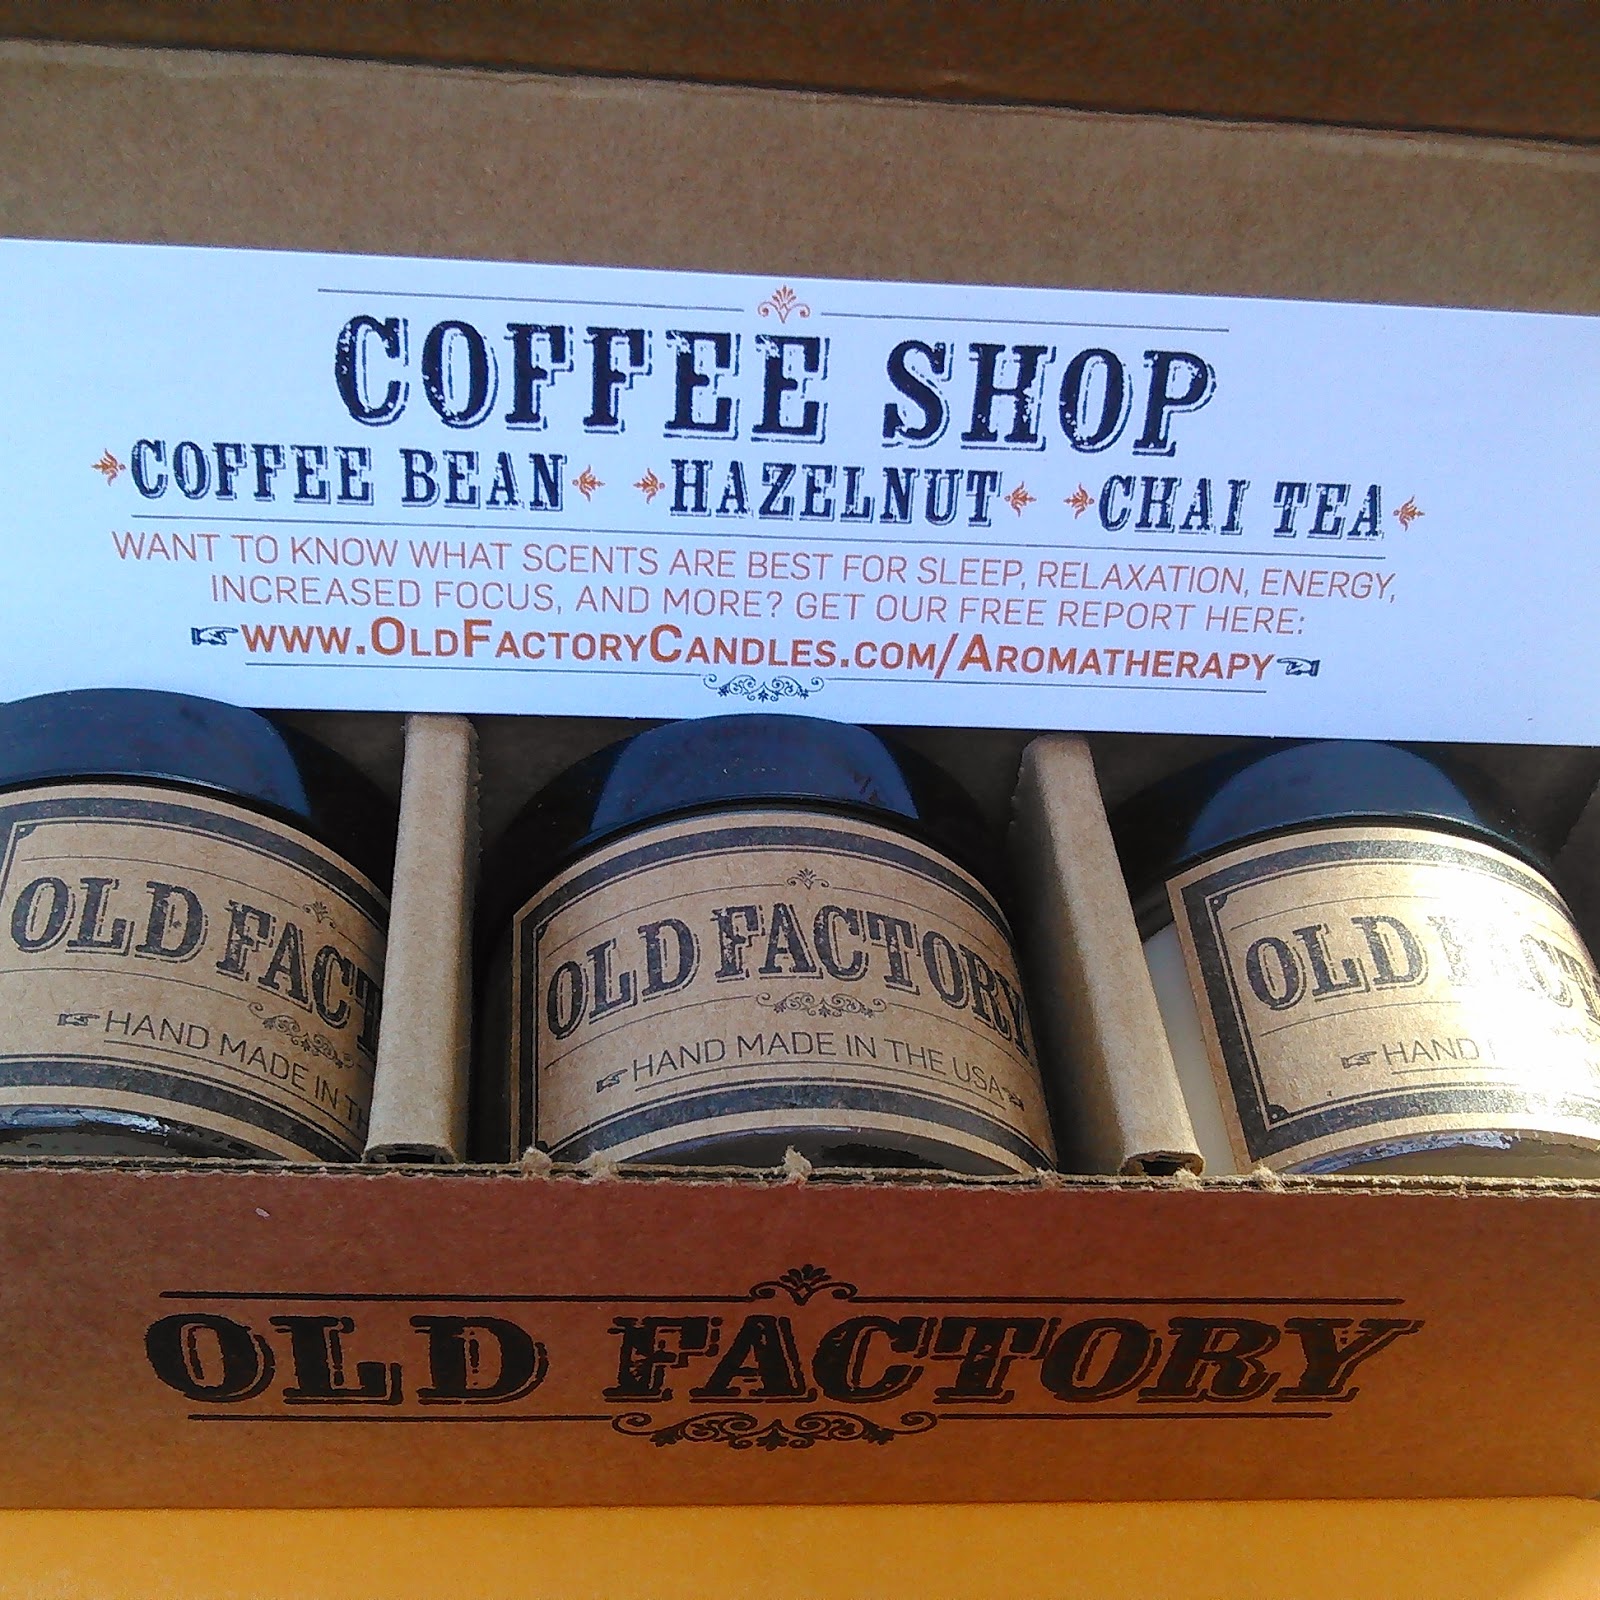 COFFEE SHOP
COFFEE BEAN HAZELNUT CHAI TEA
WANT TO KNOW WHAT SCENTS ARE BEST FOR SLEEP, RELAXATION, ENERGY,
INCREASED FOCUS, AND MORE? GET OUR FREE REPORT HERE:
WWW.OLDFACTORYCANDLES.COM/AROMATHERAPY
OLD FACT
HAND MADE IN TH
OLD FACTORY
HAND MADE IN THE USA
OLD FACT
HAND
OLD FACTORY